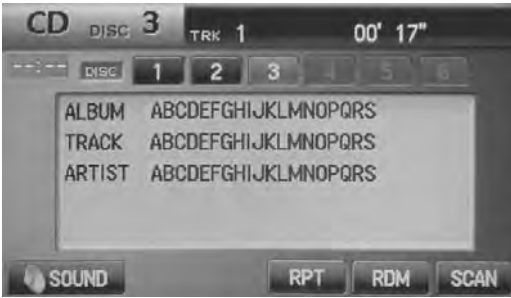 CD DISC 3 TRK 1 00' 17"
--:-- DISC 1 2 3 4 5 6
ALBUM ABCDEFGHIJKLMNOPQRS
TRACK ABCDEFGHIJKLMNOPQRS
ARTIST ABCDEFGHIJKLMNOPQRS
SOUND RPT RDM SCAN